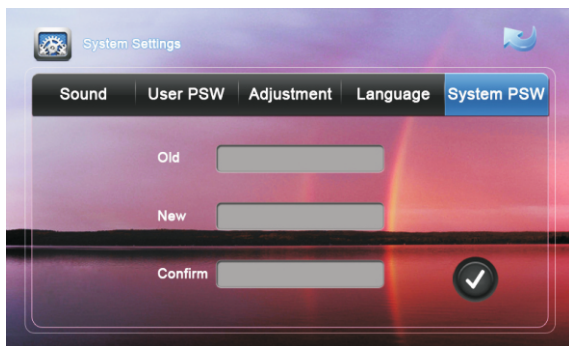 System Settings
Sound User PSW Adjustment Language System PSW
Old
New
Confirm